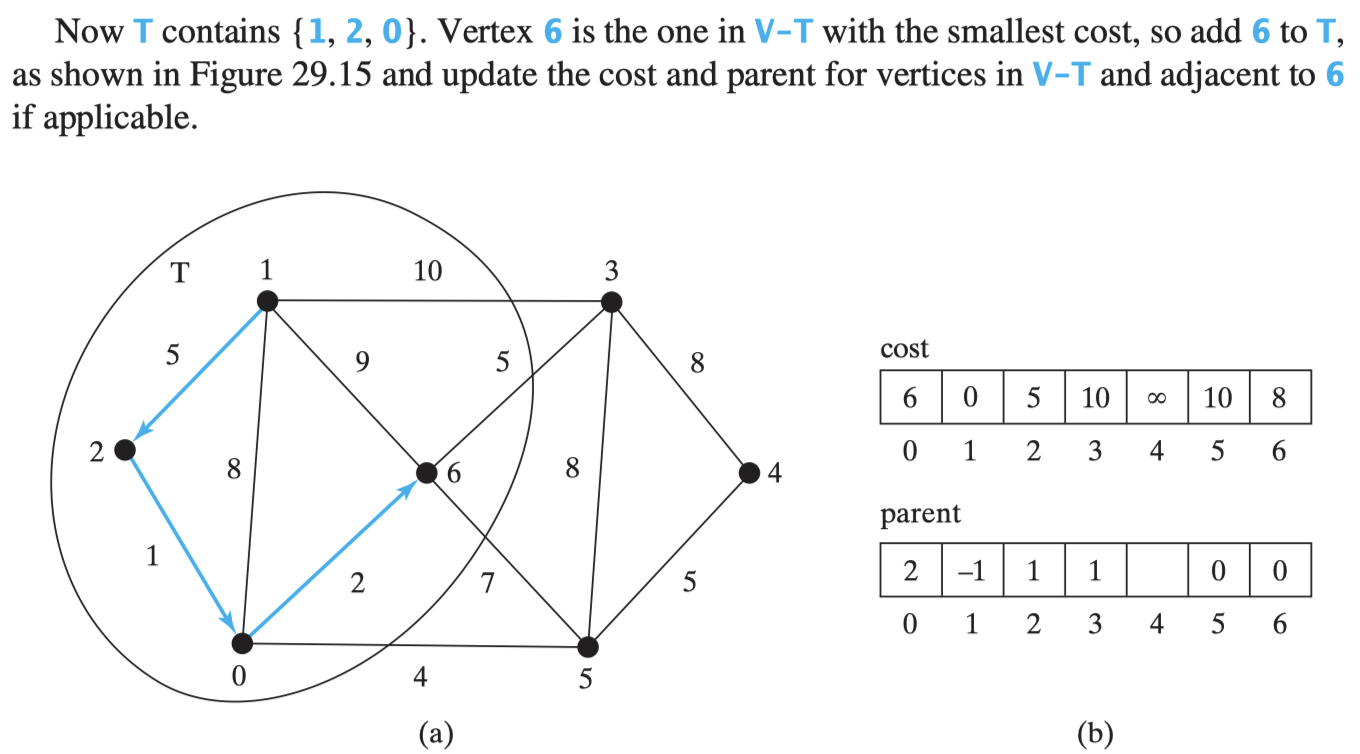 Now T contains {1, 2, 0}. Vertex 6 is the one in V–T with the smallest cost, so add 6 to T,
as shown in Figure 29.15 and update the cost and parent for vertices in V–T and adjacent to 6
if applicable.
T 1 10 3
5 9 5 8
2 8 6 8 4
1 2 7 5
0 4 5
(a)
cost
6 0 5 10 ∞ 10 8
0 1 2 3 4 5 6
parent
2 –1 1 1 0 0
0 1 2 3 4 5 6
(b)